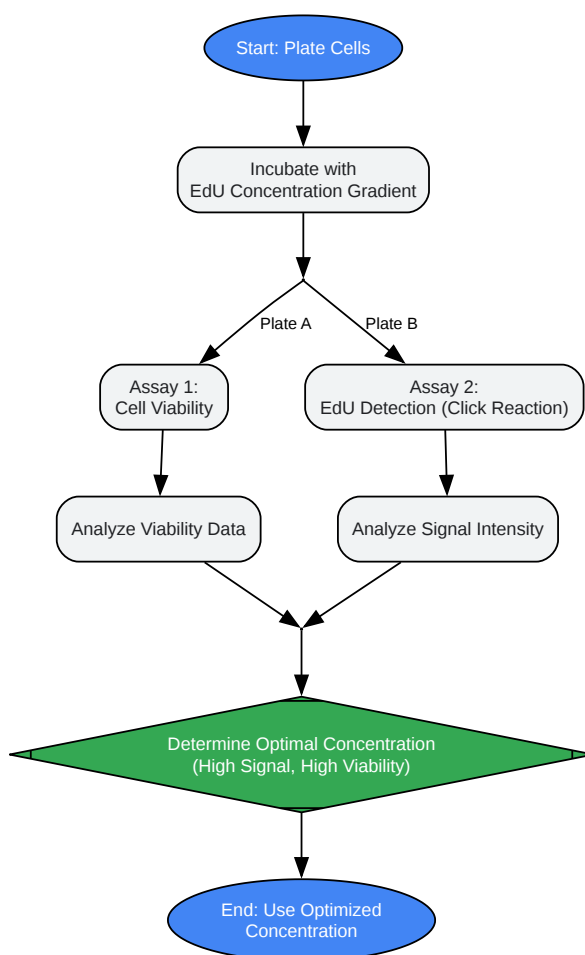 Start: Plate Cells
Incubate with
EdU Concentration Gradient
Plate A
Plate B
Assay 1:
Cell Viability
Assay 2:
EdU Detection (Click Reaction)
Analyze Viability Data
Analyze Signal Intensity
Determine Optimal Concentration
(High Signal, High Viability)
End: Use Optimized
Concentration